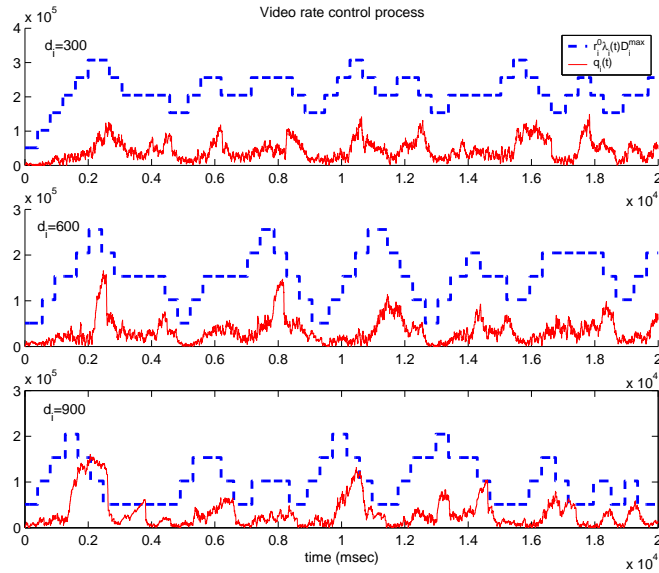 Video rate control process
x 10^5
d_i=300
r_i^0λ_i(t)D_i^max
q_i(t)
4
3
2
1
0
0 0.2 0.4 0.6 0.8 1 1.2 1.4 1.6 1.8 2
x 10^4
x 10^5
d_i=600
3
2
1
0
0 0.2 0.4 0.6 0.8 1 1.2 1.4 1.6 1.8 2
x 10^4
x 10^5
d_i=900
3
2
1
0
0 0.2 0.4 0.6 0.8 1 1.2 1.4 1.6 1.8 2
time (msec)
x 10^4